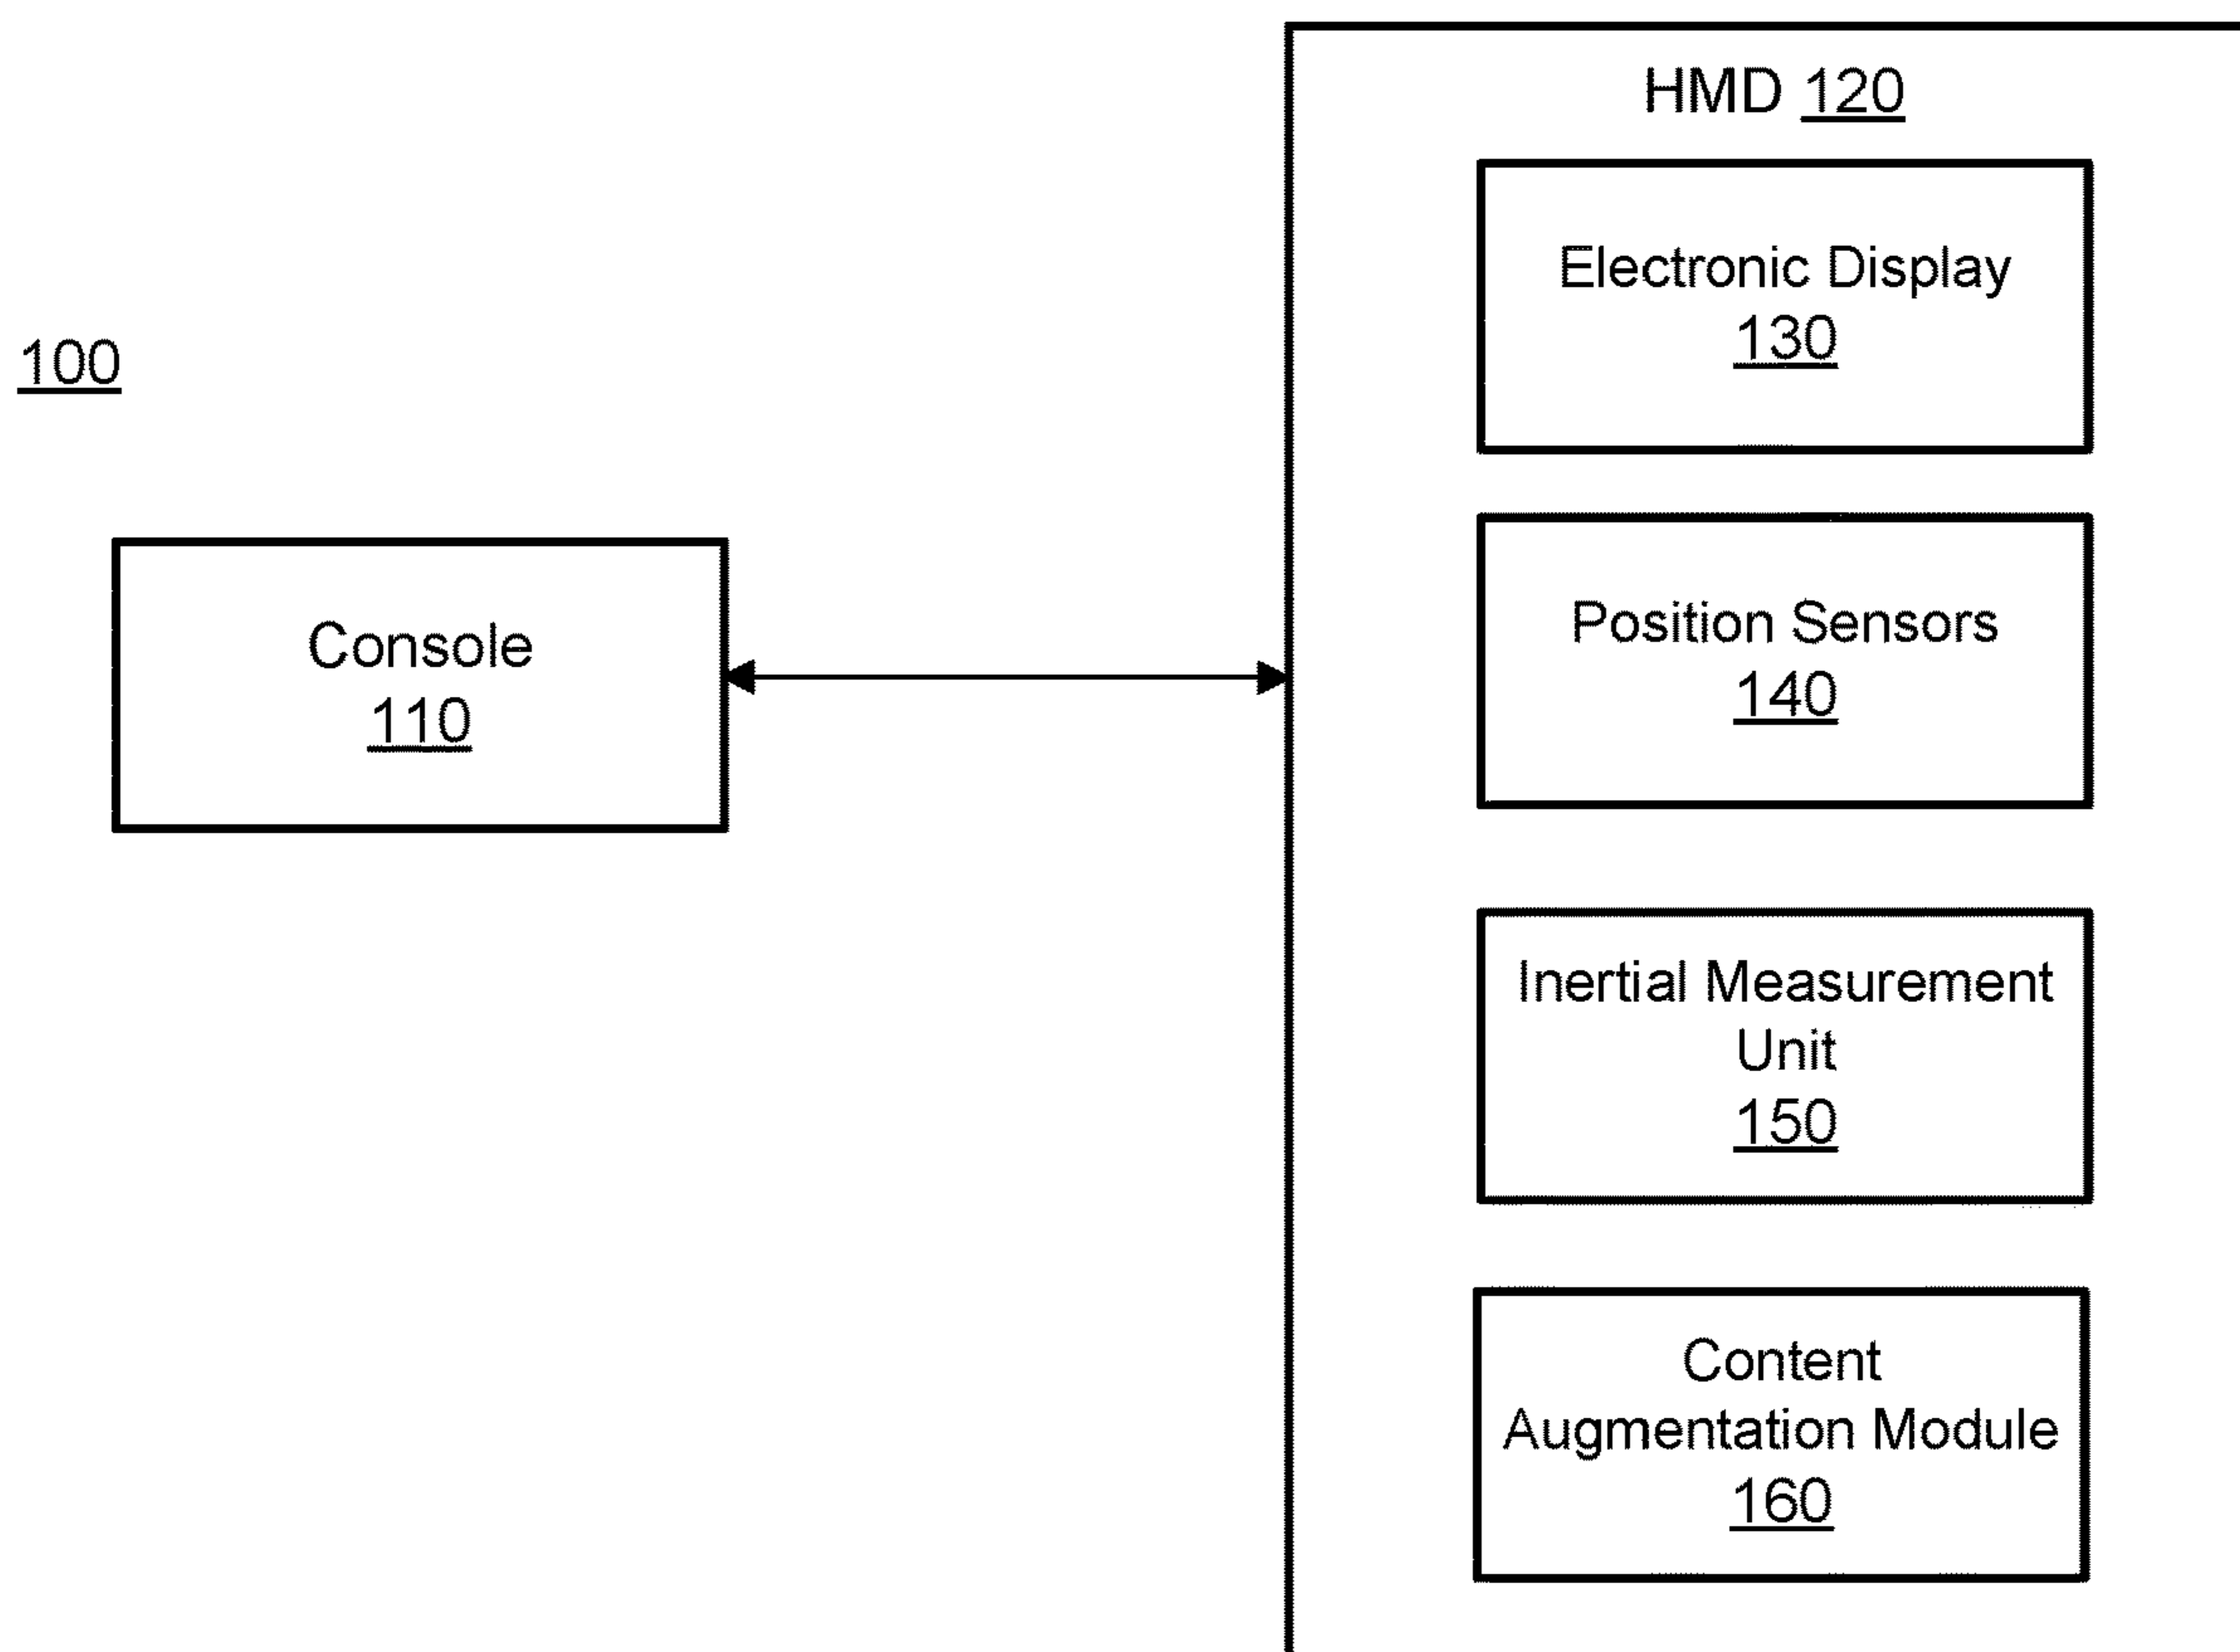 100
Console
110
HMD 120
Electronic Display
130
Position Sensors
140
Inertial Measurement
Unit
150
Content
Augmentation Module
160